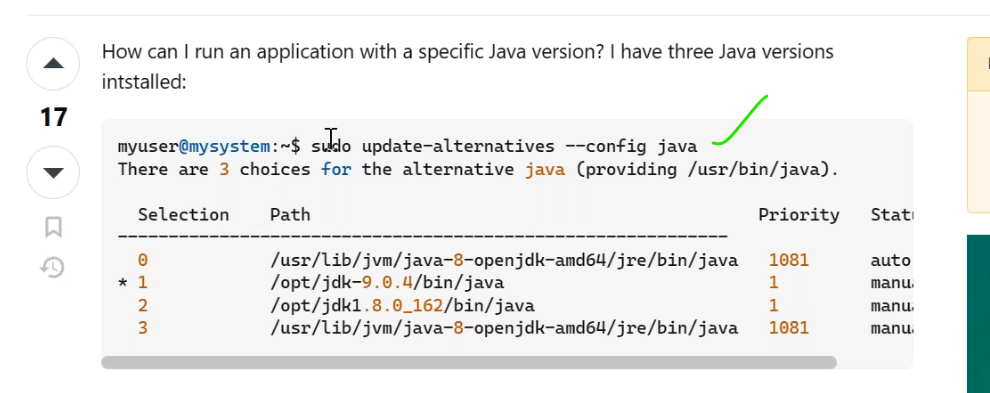 How can I run an application with a specific Java version? I have three Java versions
intstalled:
17
myuser@mysystem:~$ sudo update-alternatives --config java
There are 3 choices for the alternative java (providing /usr/bin/java).
Selection Path Priority Statu
------------------------------------------------------------
0 /usr/lib/jvm/java-8-openjdk-amd64/jre/bin/java 1081 auto
* 1 /opt/jdk-9.0.4/bin/java 1 manu
2 /opt/jdk1.8.0_162/bin/java 1 manu
3 /usr/lib/jvm/java-8-openjdk-amd64/jre/bin/java 1081 manu